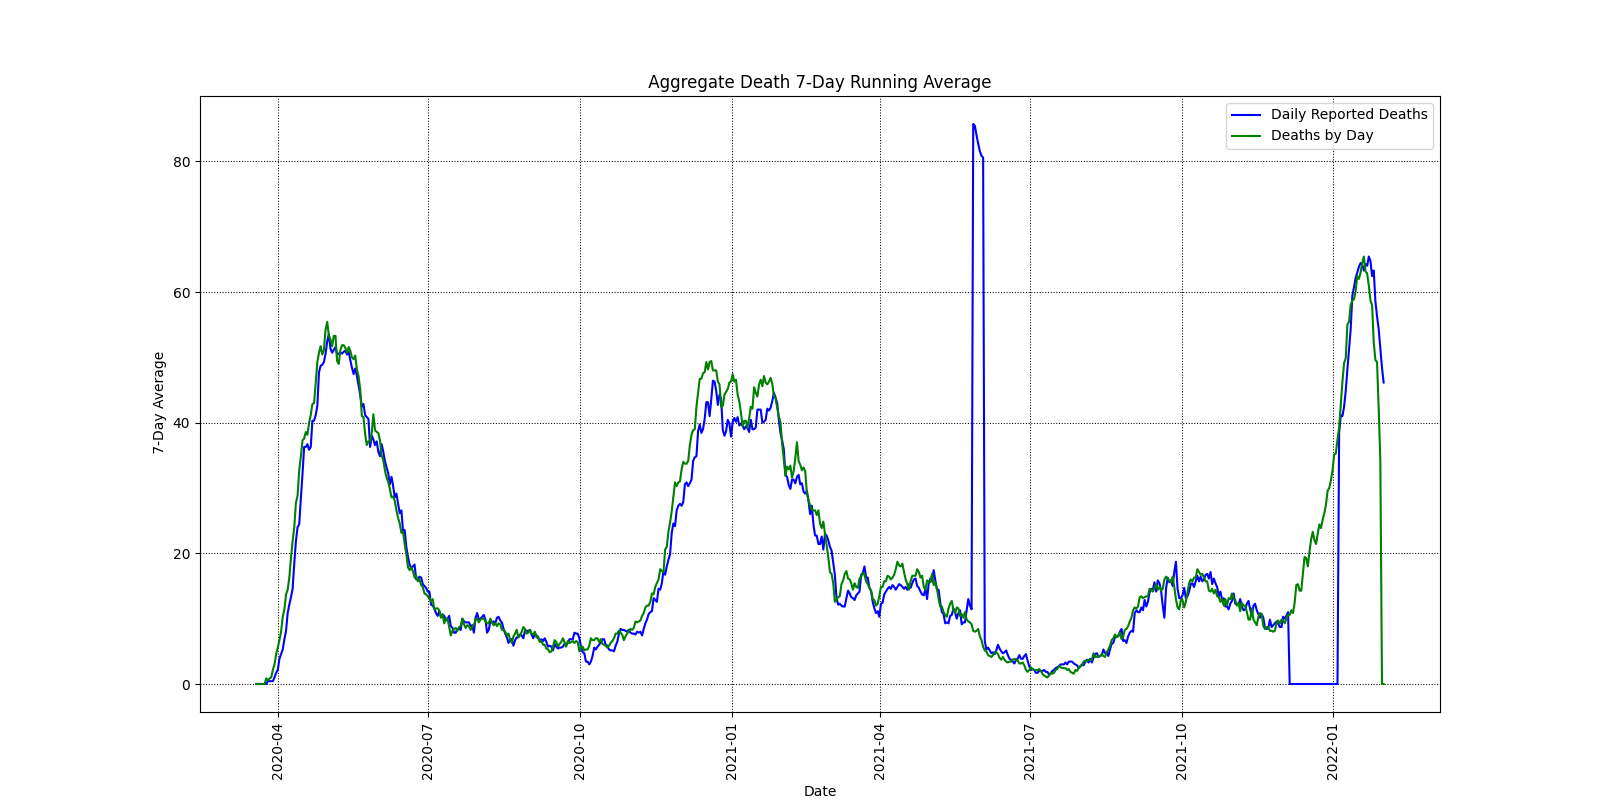 Aggregate Death 7-Day Running Average
Daily Reported Deaths
Deaths by Day
7-Day Average
80
60
40
20
0
2020-04
2020-07
2020-10
2021-01
2021-04
2021-07
2021-10
2022-01
Date